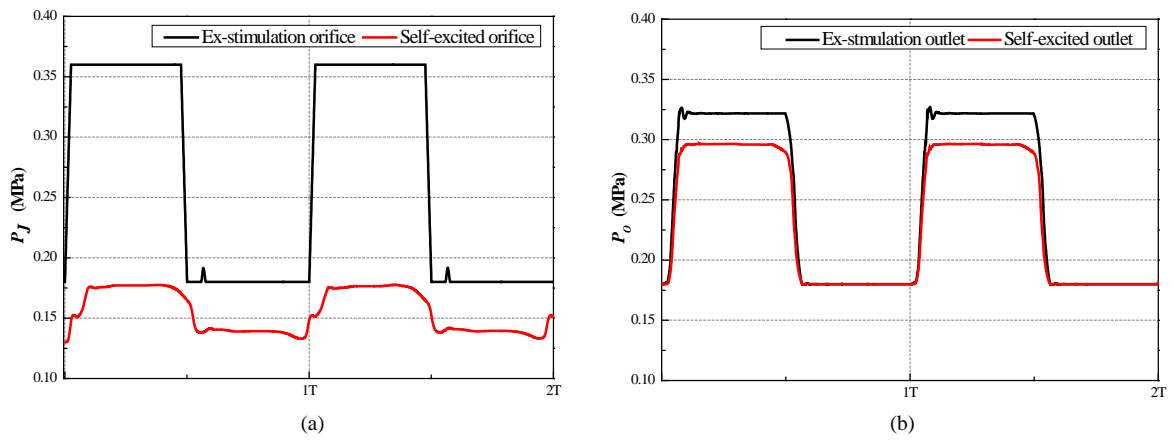 0.40
Ex-stimulation orifice
Self-excited orifice
0.35
0.30
P_J (MPa)
0.25
0.20
0.15
0.10
1T
2T
(a)
0.40
Ex-stmulation outlet
Self-excited outlet
0.35
0.30
P_o (MPa)
0.25
0.20
0.15
0.10
1T
2T
(b)